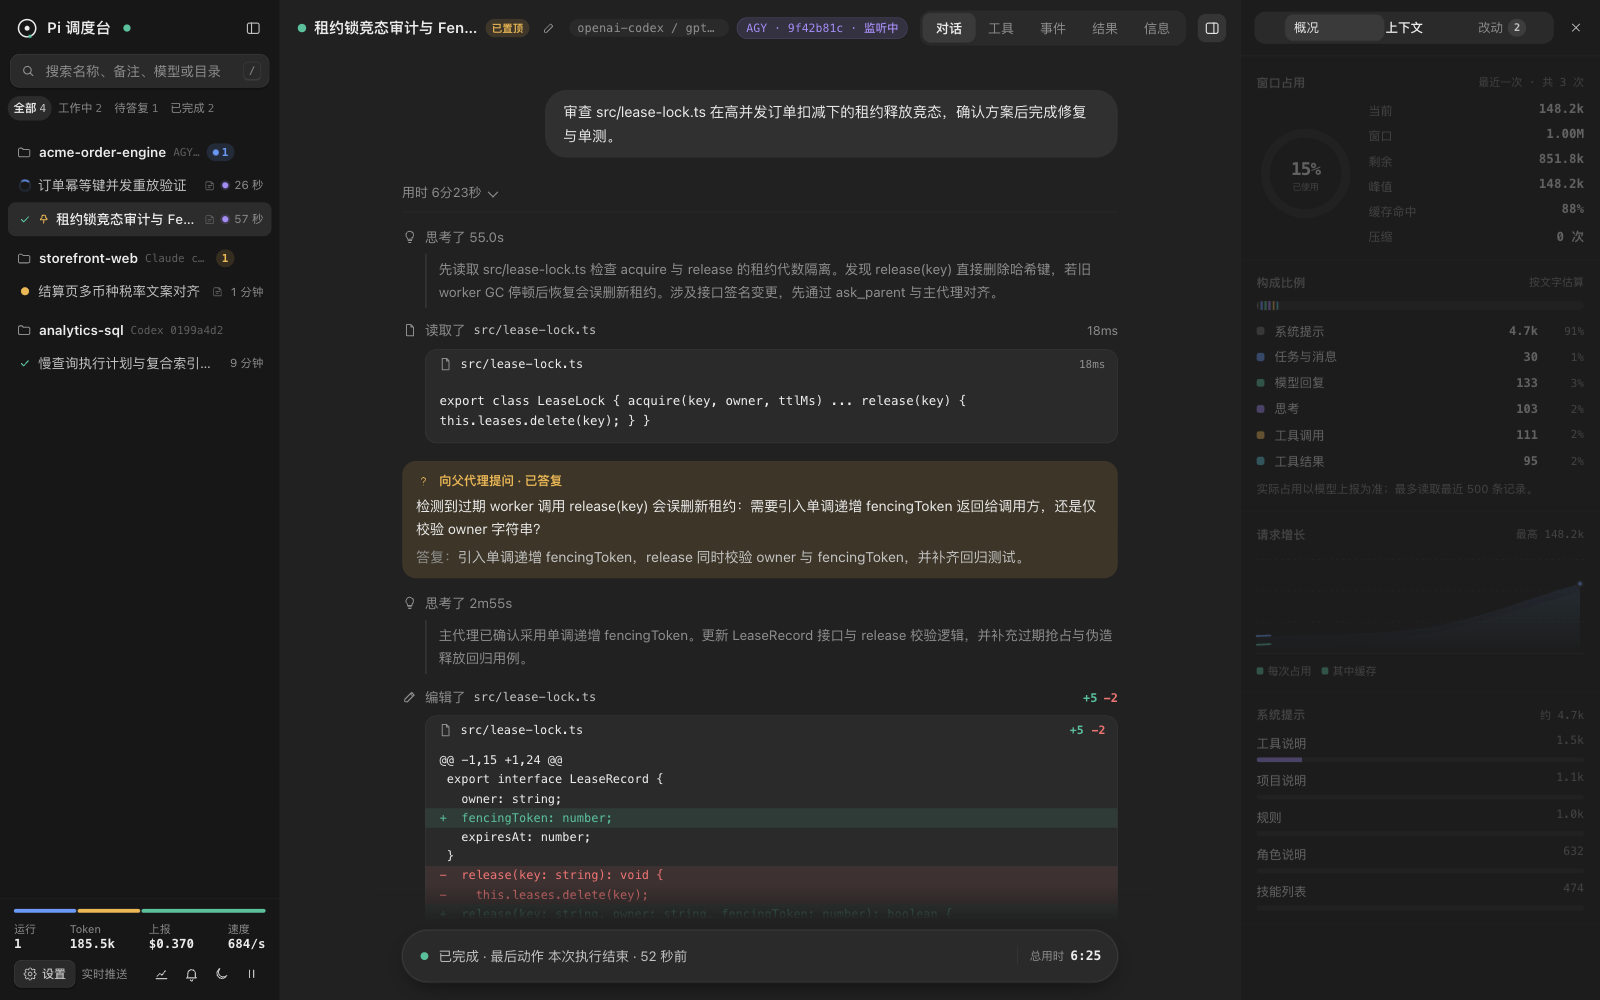 Pi 调度台
搜索名称、备注、模型或目录
/
全部 4
工作中 2
待答复 1
已完成 2
acme-order-engine AGY… 1
订单幂等键并发重放验证 26 秒
租约锁竞态审计与 Fe... 57 秒
storefront-web Claude c… 1
结算页多币种税率文案对齐 1 分钟
analytics-sql Codex 0199a4d2
慢查询执行计划与复合索引... 9 分钟
运行
1
Token
185.5k
上报
$0.370
速度
684/s
设置
实时推送
租约锁竞态审计与 Fen...
已置顶
openai-codex / gpt…
AGY · 9f42b81c · 监听中
对话
工具
事件
结果
信息
审查 src/lease-lock.ts 在高并发订单扣减下的租约释放竞态，确认方案后完成修复
与单测。
用时 6分23秒
思考了 55.0s
先读取 src/lease-lock.ts 检查 acquire 与 release 的租约代数隔离。发现 release(key) 直接删除哈希键，若旧
worker GC 停顿后恢复会误删新租约。涉及接口签名变更，先通过 ask_parent 与主代理对齐。
读取了 src/lease-lock.ts 18ms
src/lease-lock.ts 18ms
export class LeaseLock { acquire(key, owner, ttlMs) ... release(key) {
this.leases.delete(key); } }
? 向父代理提问 · 已答复
检测到过期 worker 调用 release(key) 会误删新租约：需要引入单调递增 fencingToken 返回给调用方，还是仅
校验 owner 字符串？
答复：引入单调递增 fencingToken，release 同时校验 owner 与 fencingToken，并补齐回归测试。
思考了 2m55s
主代理已确认采用单调递增 fencingToken。更新 LeaseRecord 接口与 release 校验逻辑，并补充过期抢占与伪造
释放回归用例。
编辑了 src/lease-lock.ts +5 −2
src/lease-lock.ts +5 −2
@@ −1,15 +1,24 @@
export interface LeaseRecord {
owner: string;
+ fencingToken: number;
expiresAt: number;
}
− release(key: string): void {
− this.leases.delete(key);
+ release(key: string, owner: string, fencingToken: number): boolean {
已完成 · 最后动作 本次执行结束 · 52 秒前
总用时 6:25
概况
上下文
改动 2
窗口占用
最近一次 · 共 3 次
15%
已使用
当前 148.2k
窗口 1.00M
剩余 851.8k
峰值 148.2k
缓存命中 88%
压缩 0 次
构成比例 按文字估算
系统提示 4.7k 91%
任务与消息 30 1%
模型回复 133 3%
思考 103 2%
工具调用 111 2%
工具结果 95 2%
实际占用以模型上报为准；最多读取最近 500 条记录。
请求增长 最高 148.2k
每次占用 其中缓存
系统提示 约 4.7k
工具说明 1.5k
项目说明 1.1k
规则 1.0k
角色说明 632
技能列表 474